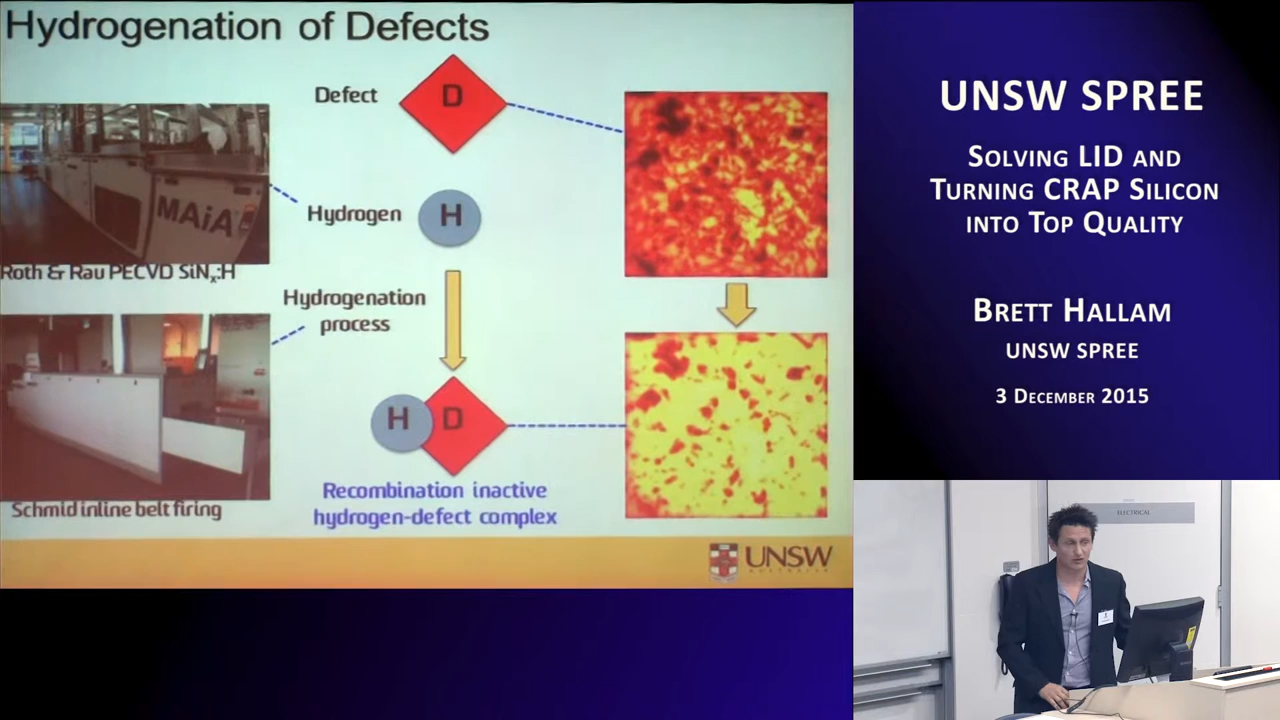 Hydrogenation of Defects
Defect
D
Hydrogen
H
MAiA
Roth & Rau PECVD SiNx:H
Hydrogenation
process
H
D
Schmid inline belt firing
Recombination inactive
hydrogen-defect complex
UNSW
AUSTRALIA
UNSW SPREE
SOLVING LID AND
TURNING CRAP SILICON
INTO TOP QUALITY
BRETT HALLAM
UNSW SPREE
3 DECEMBER 2015
ELECTRICAL